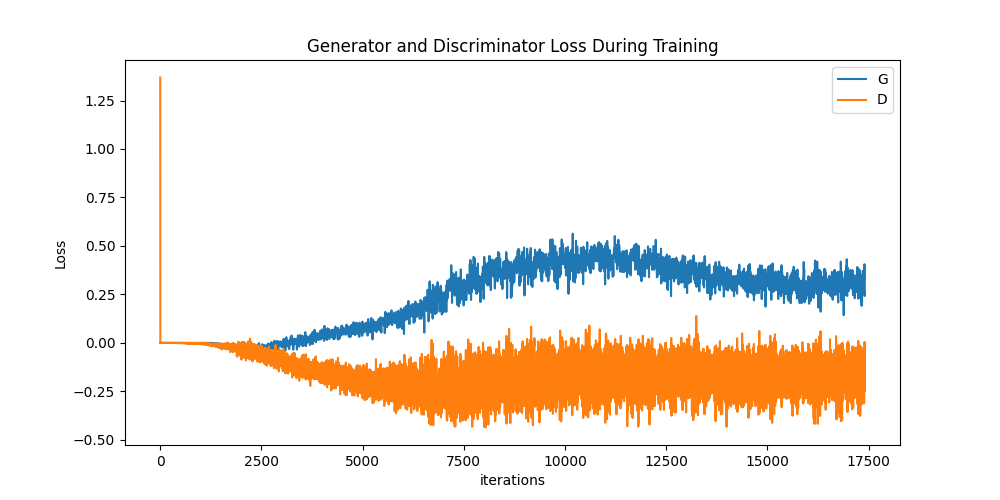 Generator and Discriminator Loss During Training
G
D
Loss
1.25
1.00
0.75
0.50
0.25
0.00
−0.25
−0.50
0 2500 5000 7500 10000 12500 15000 17500
iterations